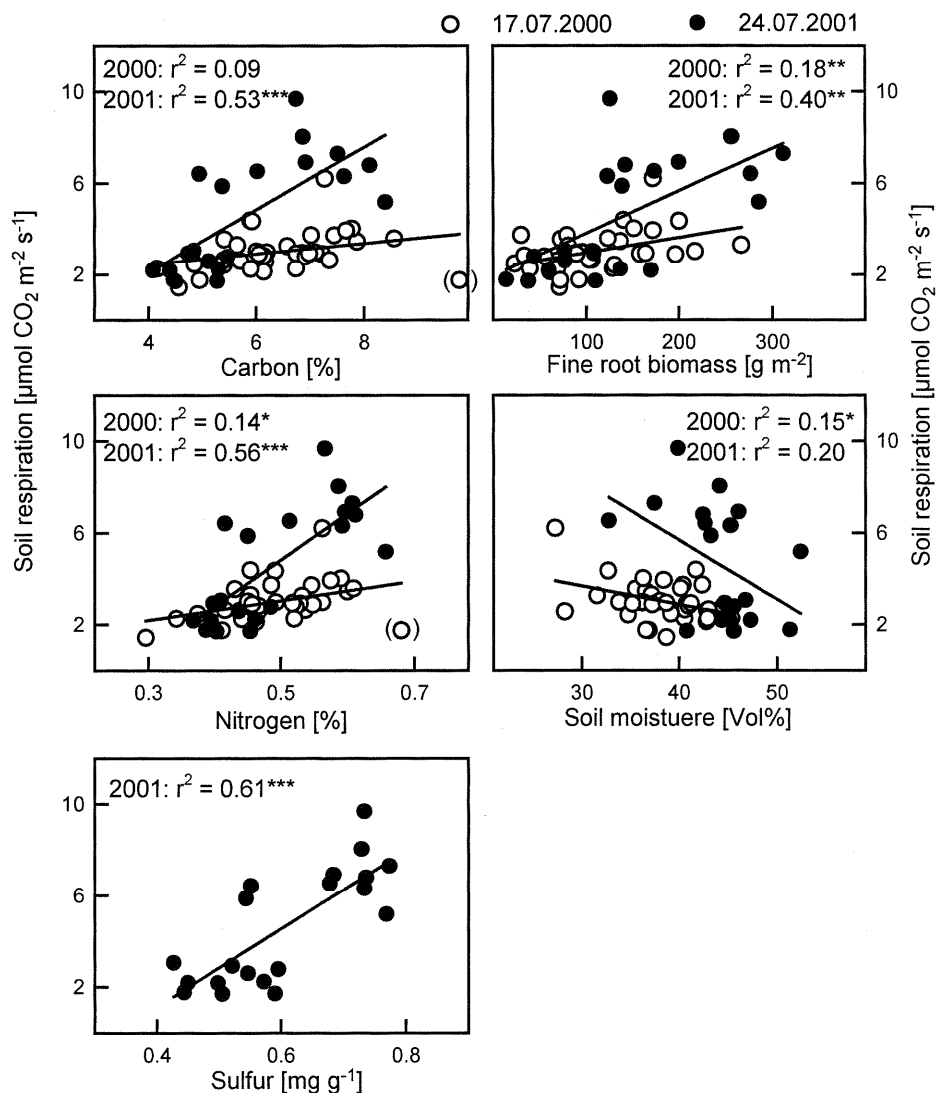 17.07.2000 24.07.2001
2000: r² = 0.09
2001: r² = 0.53***
10
6
2
4 6 8
Carbon [%]
2000: r² = 0.18**
2001: r² = 0.40**
10
6
2
0 100 200 300
Fine root biomass [g m⁻²]
2000: r² = 0.14*
2001: r² = 0.56***
10
6
2
0.3 0.5 0.7
Nitrogen [%]
2000: r² = 0.15*
2001: r² = 0.20
10
6
2
30 40 50
Soil moistuere [Vol%]
2001: r² = 0.61***
10
6
2
0.4 0.6 0.8
Sulfur [mg g⁻¹]
Soil respiration [µmol CO₂ m⁻² s⁻¹]
Soil respiration [µmol CO₂ m⁻² s⁻¹]